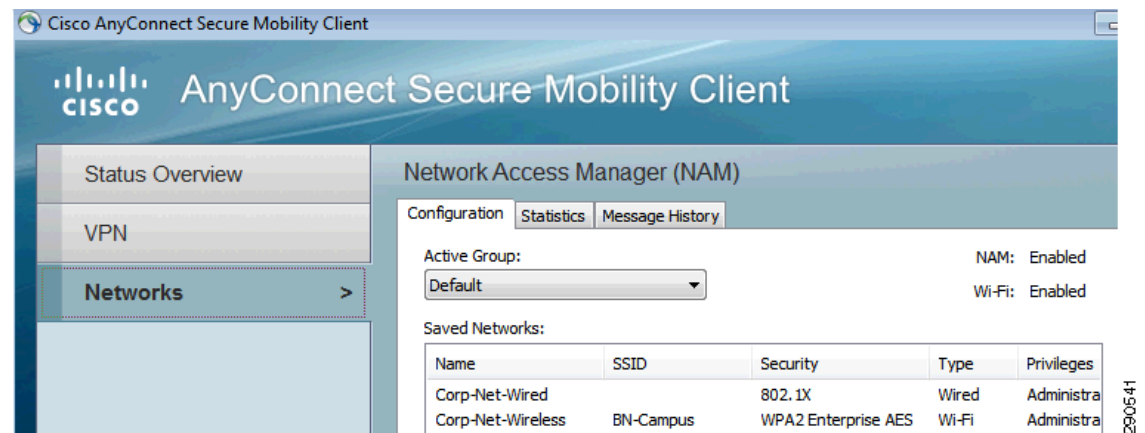 Cisco AnyConnect Secure Mobility Client
CISCO AnyConnect Secure Mobility Client
Status Overview
VPN
Networks >
Network Access Manager (NAM)
Configuration Statistics Message History
Active Group:
Default
NAM: Enabled
Wi-Fi: Enabled
Saved Networks:
Name SSID Security Type Privileges
Corp-Net-Wired 802.1X Wired Administra
Corp-Net-Wireless BN-Campus WPA2 Enterprise AES Wi-Fi Administra
290541